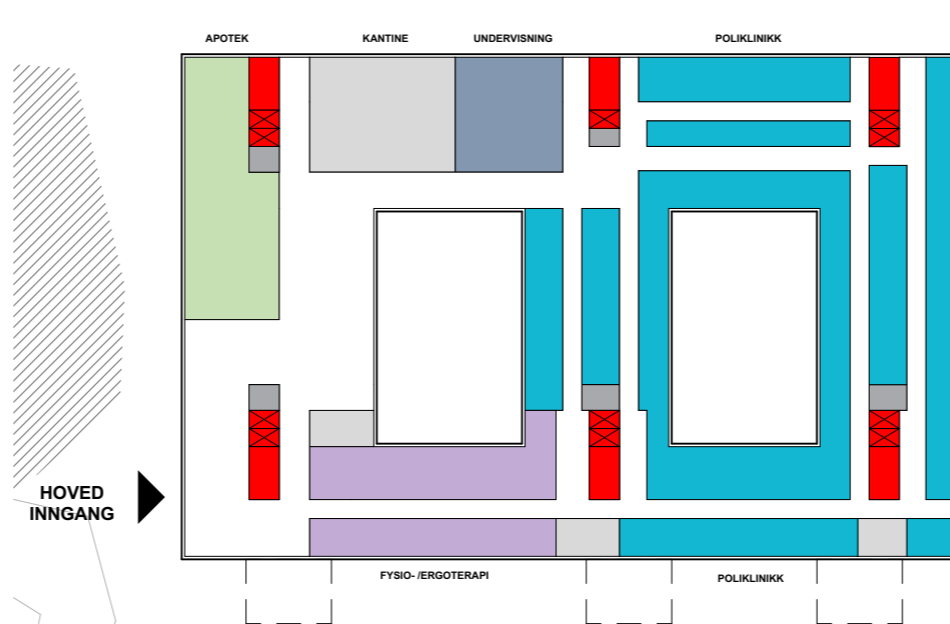 APOTEK
KANTINE
UNDERVISNING
POLIKLINIKK
HOVED
INNGANG
FYSIO- /ERGOTERAPI
POLIKLINIKK